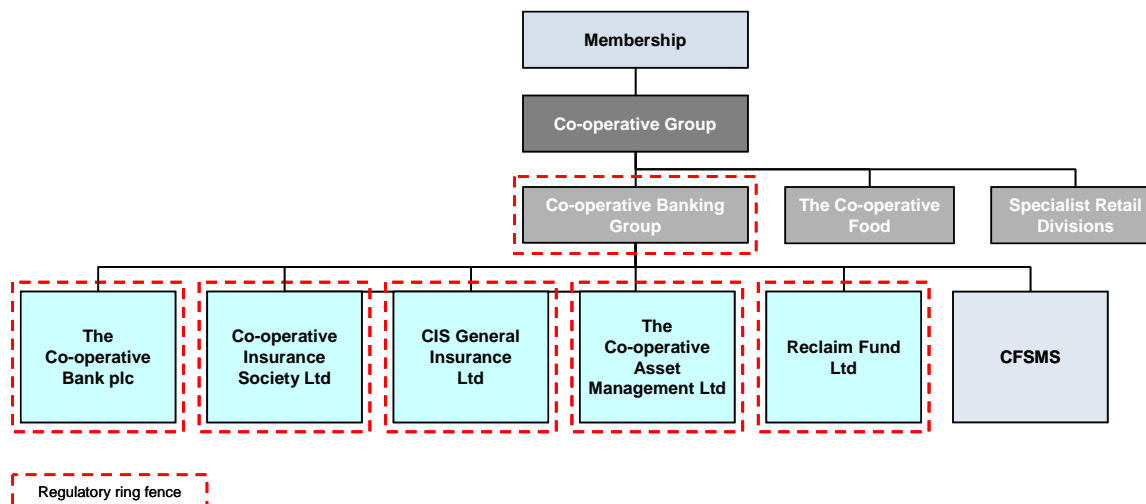 Membership
Co-operative Group
Co-operative Banking
Group
The Co-operative
Food
Specialist Retail
Divisions
The
Co-operative
Bank plc
Co-operative
Insurance
Society Ltd
CIS General
Insurance
Ltd
The
Co-operative
Asset
Management Ltd
Reclaim Fund
Ltd
CFSMS
Regulatory ring fence